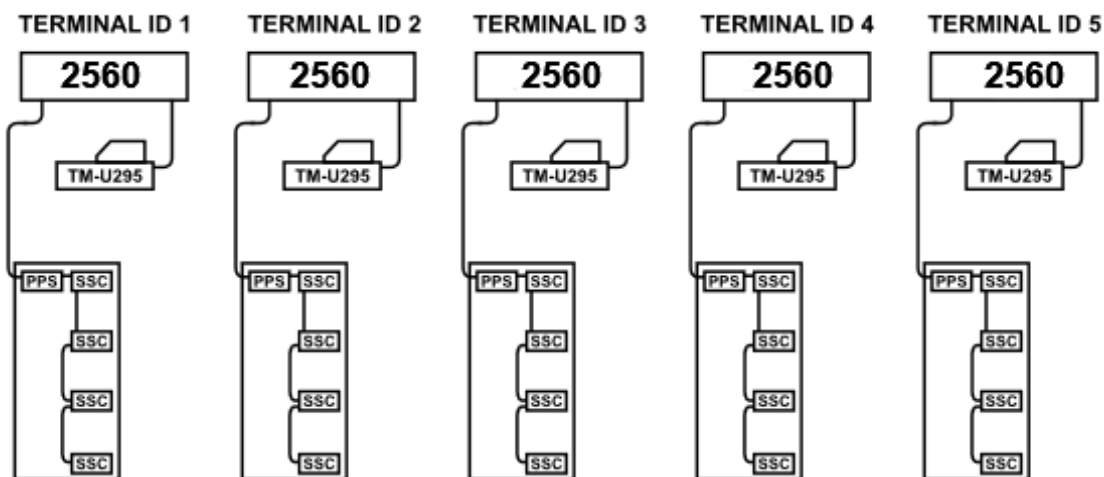 TERMINAL ID 1 TERMINAL ID 2 TERMINAL ID 3 TERMINAL ID 4 TERMINAL ID 5
2560 2560 2560 2560 2560
TM-U295 TM-U295 TM-U295 TM-U295 TM-U295
PPS SSC PPS SSC PPS SSC PPS SSC PPS SSC
SSC SSC SSC SSC SSC
SSC SSC SSC SSC SSC
SSC SSC SSC SSC SSC